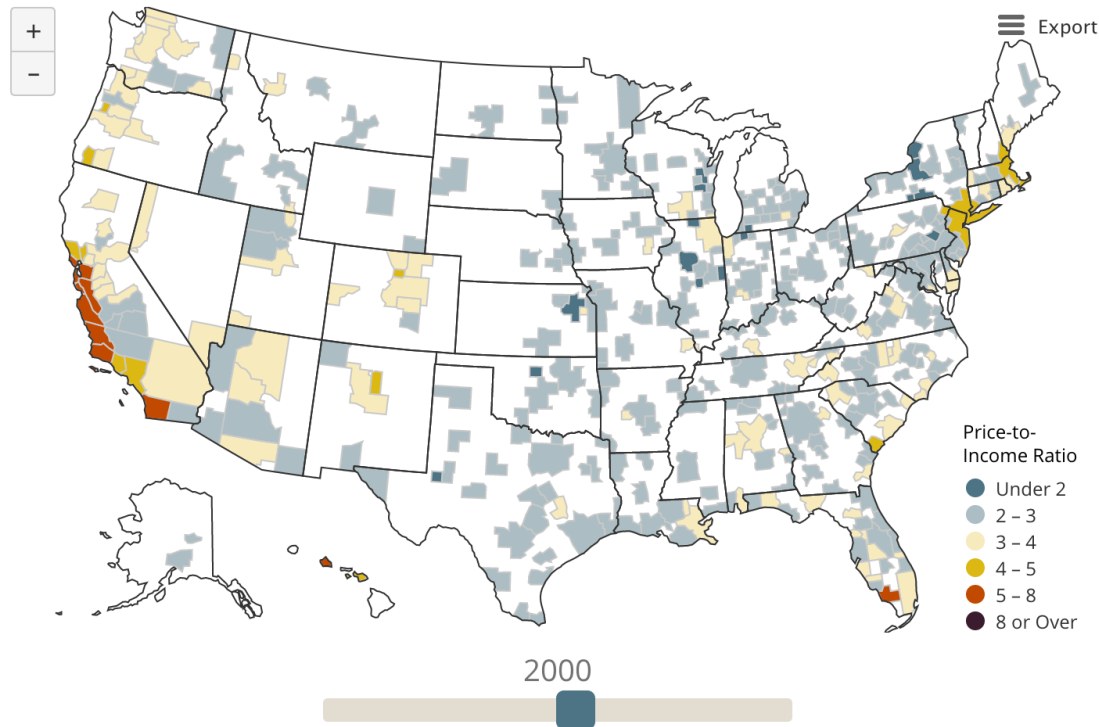 +
Export
−
Price-to-
Income Ratio
Under 2
2 – 3
3 – 4
4 – 5
5 – 8
8 or Over
2000